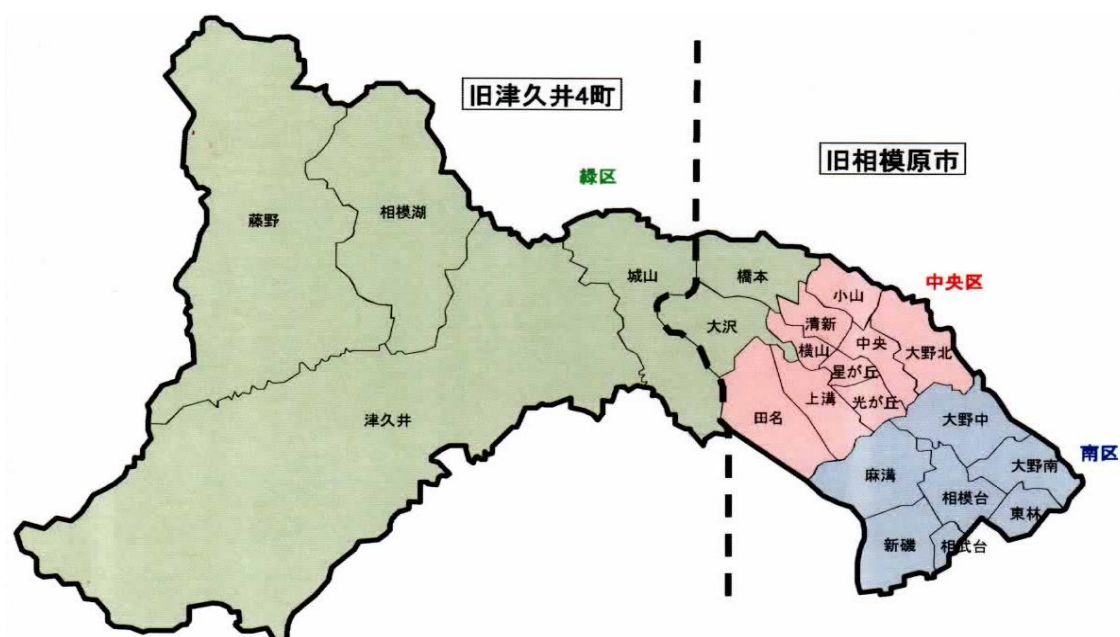 旧津久井4町
旧相模原市
緑区
藤野
相模湖
城山
橋本
中央区
小山
大沢
清新
中央
横山
大野北
星が丘
上溝
光が丘
田名
津久井
大野中
南区
大野南
麻溝
相模台
東林
新磯
相武台